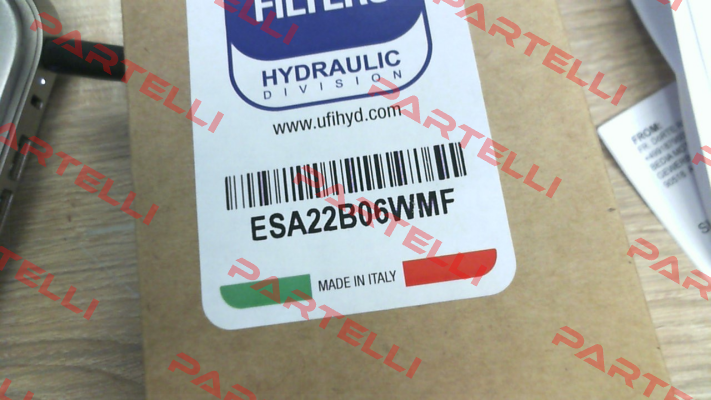 FILTERS
HYDRAULIC
DIVISION
www.ufihyd.com
ESA22B06WMF
MADE IN ITALY
FROM:
PARTELLI
PARTELLI
PARTELLI
PARTELLI
PARTELLI
PARTELLI
PARTELLI
PARTELLI
PARTELLI
PARTELLI